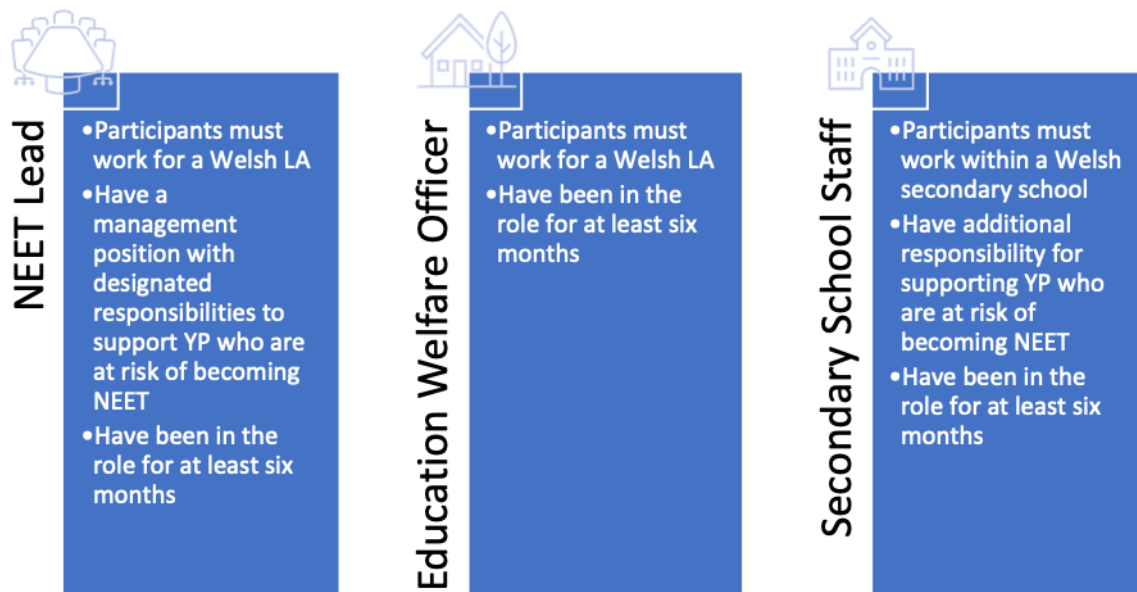 NEET Lead
•Participants must
work for a Welsh LA
•Have a
management
position with
designated
responsibilities to
support YP who are
at risk of becoming
NEET
•Have been in the
role for at least six
months
Education Welfare Officer
•Participants must
work for a Welsh LA
•Have been in the
role for at least six
months
Secondary School Staff
•Participants must
work within a Welsh
secondary school
•Have additional
responsibility for
supporting YP who
are at risk of
becoming NEET
•Have been in the
role for at least six
months